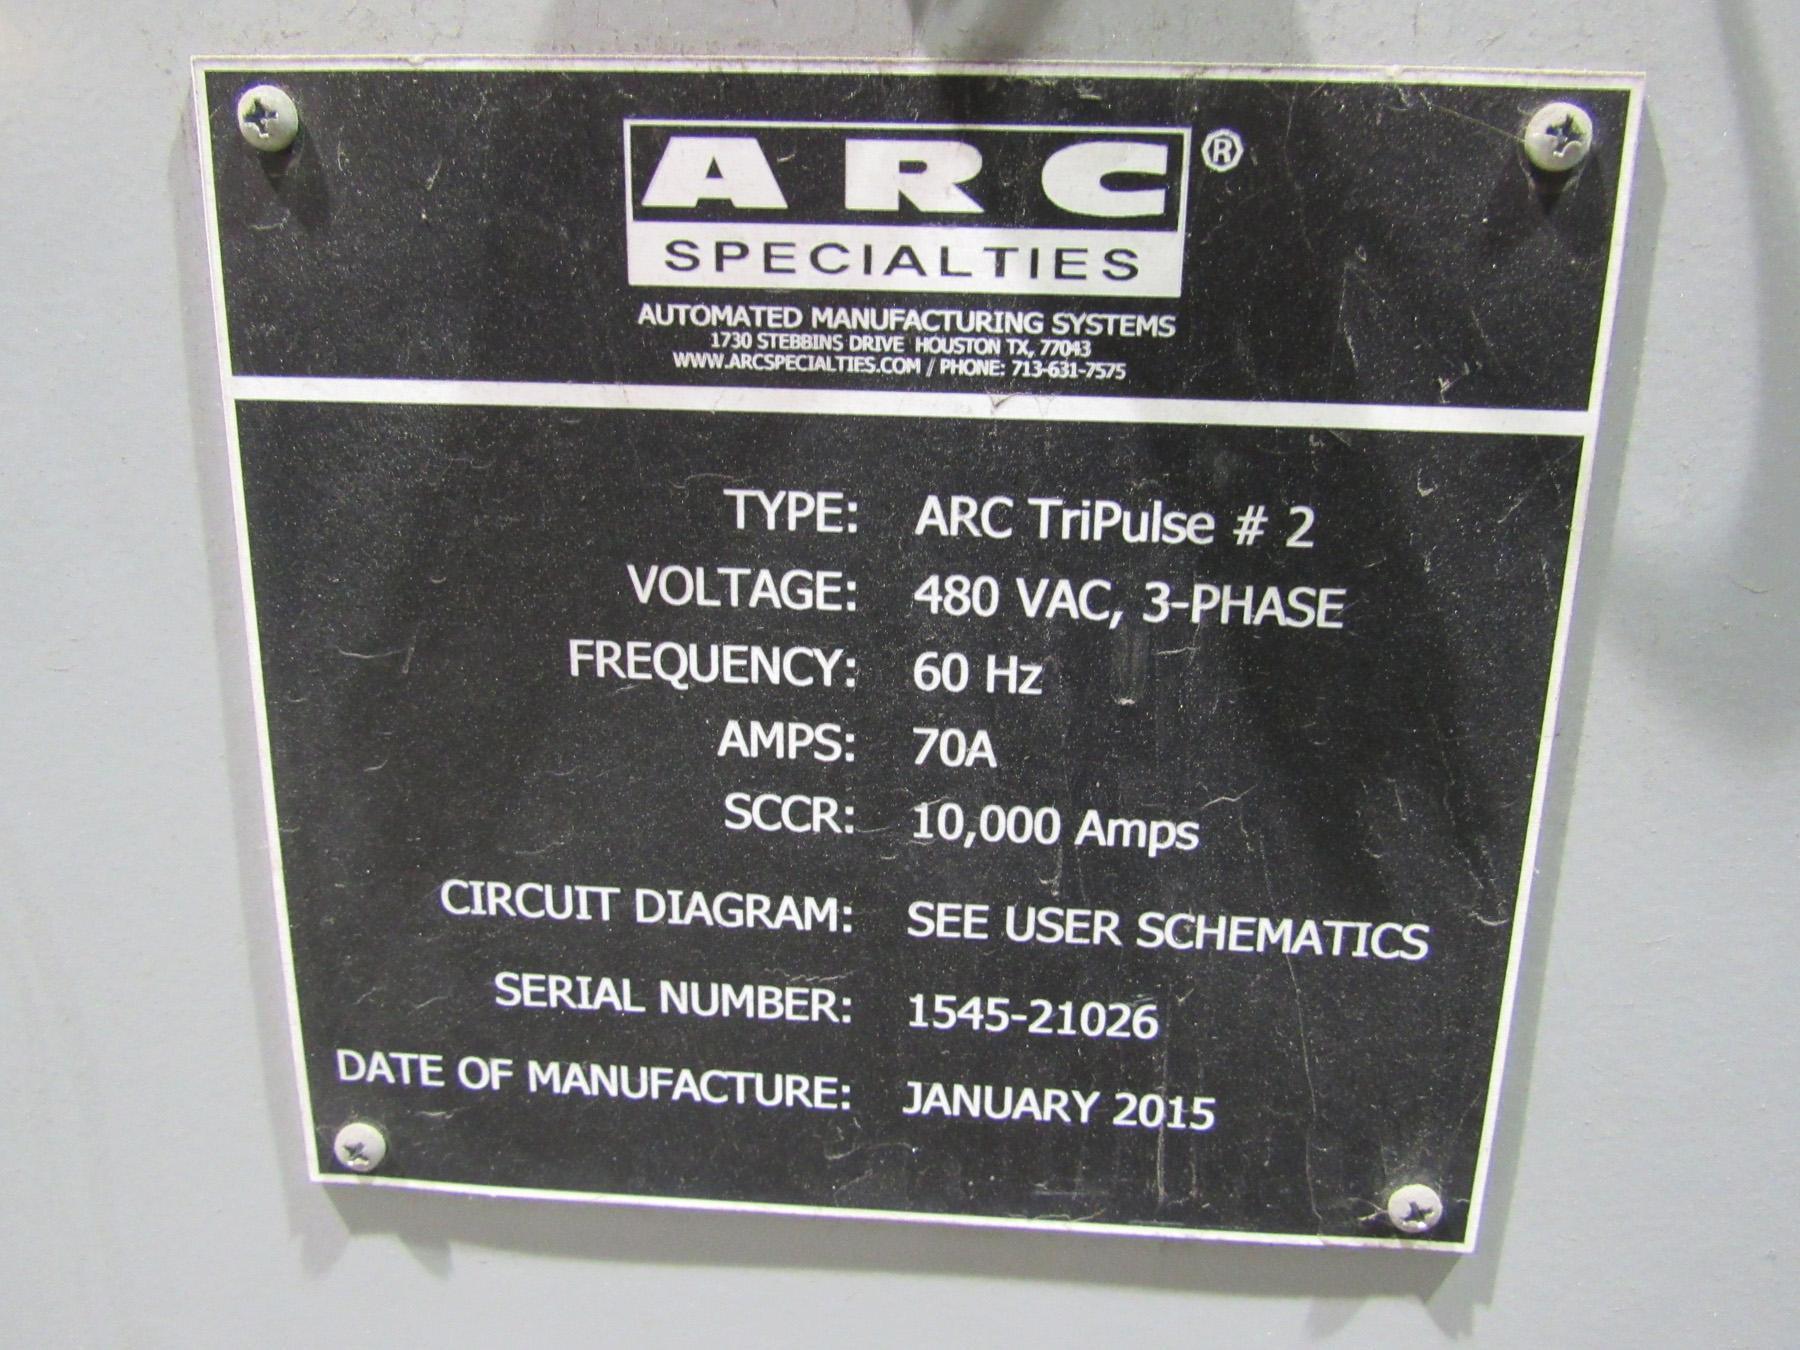 ARC®
SPECIALTIES
AUTOMATED MANUFACTURING SYSTEMS
1730 STEBBINS DRIVE HOUSTON TX, 77043
WWW.ARCSPECIALTIES.COM / PHONE: 713-631-7575
TYPE: ARC TriPulse # 2
VOLTAGE: 480 VAC, 3-PHASE
FREQUENCY: 60 Hz
AMPS: 70A
SCCR: 10,000 Amps
CIRCUIT DIAGRAM: SEE USER SCHEMATICS
SERIAL NUMBER: 1545-21026
DATE OF MANUFACTURE: JANUARY 2015